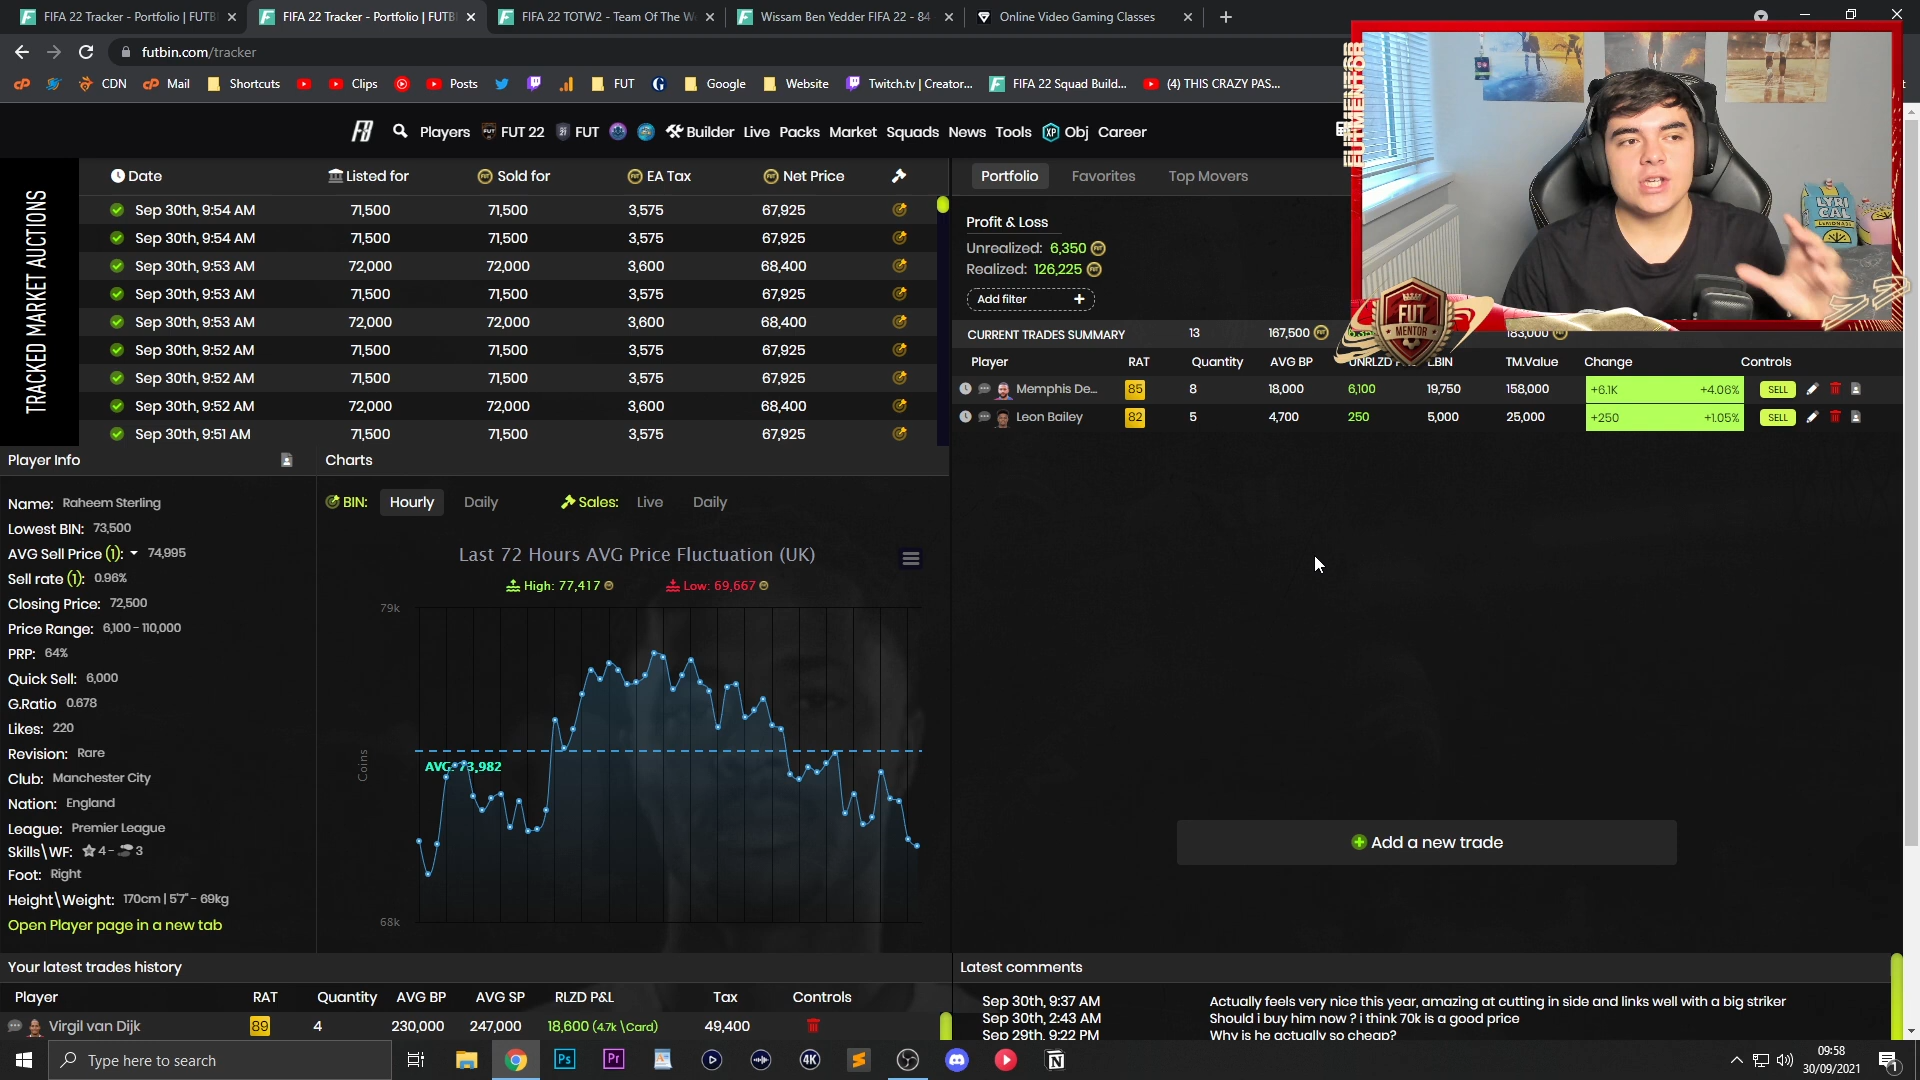 FIFA 22 Tracker - Portfolio | FUTB
FIFA 22 Tracker - Portfolio | FUTB
FIFA 22 TOTW2 - Team Of The W
Wissam Ben Yedder FIFA 22 - 84
Online Video Gaming Classes
futbin.com/tracker
CDN
Mail
Shortcuts
Clips
Posts
FUT
Google
Website
Twitch.tv | Creator...
FIFA 22 Squad Build...
(4) THIS CRAZY PAS...
Players
FUT 22
FUT
Builder
Live
Packs
Market
Squads
News
Tools
Obj
Career
TRACKED MARKET AUCTIONS
Date Listed for Sold for EA Tax Net Price
Sep 30th, 9:54 AM 71,500 71,500 3,575 67,925
Sep 30th, 9:54 AM 71,500 71,500 3,575 67,925
Sep 30th, 9:53 AM 72,000 72,000 3,600 68,400
Sep 30th, 9:53 AM 71,500 71,500 3,575 67,925
Sep 30th, 9:53 AM 72,000 72,000 3,600 68,400
Sep 30th, 9:52 AM 71,500 71,500 3,575 67,925
Sep 30th, 9:52 AM 71,500 71,500 3,575 67,925
Sep 30th, 9:52 AM 72,000 72,000 3,600 68,400
Sep 30th, 9:51 AM 71,500 71,500 3,575 67,925
Portfolio Favorites Top Movers
Profit & Loss
Unrealized: 6,350
Realized: 126,225
Add filter +
CURRENT TRADES SUMMARY 13 167,500 183,000
Player RAT Quantity AVG BP UNRLZD LBIN TM.Value Change Controls
Memphis De... 85 8 18,000 6,100 19,750 158,000 +6.1K +4.06% SELL
Leon Bailey 82 5 4,700 250 5,000 25,000 +250 +1.05% SELL
FUTMENTOR
FUT
MENTOR
22
LYRI
CAL
LEMONADE
Player Info
Name: Raheem Sterling
Lowest BIN: 73,500
AVG Sell Price (1): 74,995
Sell rate (1): 0.96%
Closing Price: 72,500
Price Range: 6,100 - 110,000
PRP: 64%
Quick Sell: 6,000
G.Ratio 0.678
Likes: 220
Revision: Rare
Club: Manchester City
Nation: England
League: Premier League
Skills\WF: 4 - 3
Foot: Right
Height\Weight: 170cm | 5'7" - 69kg
Open Player page in a new tab
Charts
BIN: Hourly Daily Sales: Live Daily
Last 72 Hours AVG Price Fluctuation (UK)
High: 77,417 Low: 69,667
79k
Coins
AVG: 73,982
68k
Add a new trade
Your latest trades history
Player RAT Quantity AVG BP AVG SP RLZD P&L Tax Controls
Virgil van Dijk 89 4 230,000 247,000 18,600 (4.7k \Card) 49,400
Latest comments
Sep 30th, 9:37 AM Actually feels very nice this year, amazing at cutting in side and links well with a big striker
Sep 30th, 2:43 AM Should i buy him now ? i think 70k is a good price
Sep 29th, 9:22 PM Why is he actually so cheap?
Type here to search
Ps
Pr
4K
09:58
30/09/2021
1